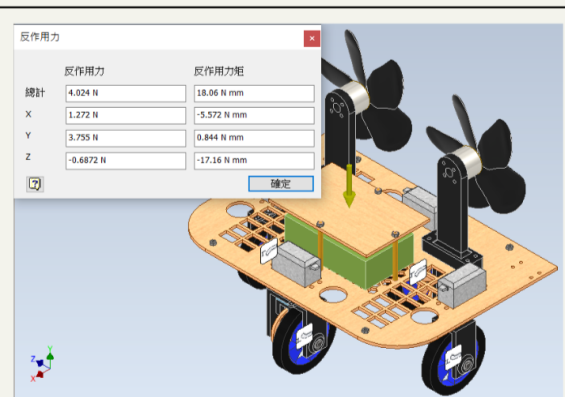 反作用力
反作用力 反作用力矩
總計 4.024 N 18.06 N mm
X 1.272 N -5.572 N mm
Y 3.755 N 0.844 N mm
Z -0.6872 N -17.16 N mm
確定
Y
Z
X